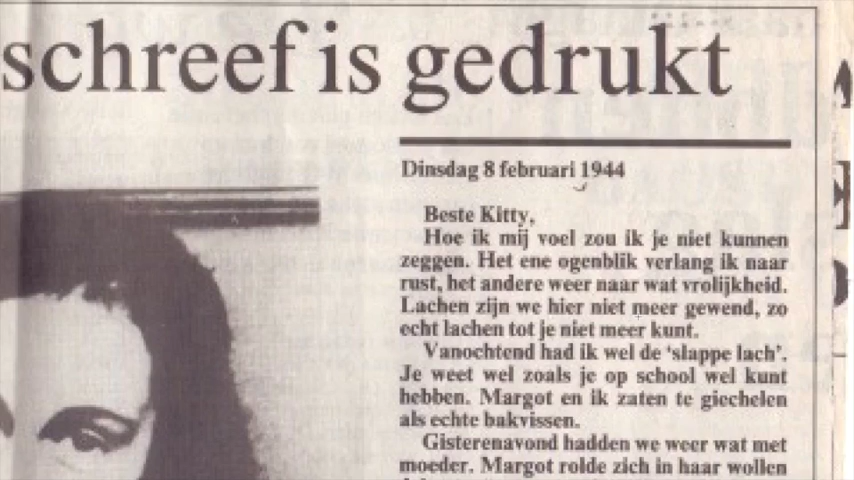 schreef is gedrukt
Dinsdag 8 februari 1944
Beste Kitty,
Hoe ik mij voel zou ik je niet kunnen
zeggen. Het ene ogenblik verlang ik naar
rust, het andere weer naar wat vrolijkheid.
Lachen zijn we hier niet meer gewend, zo
echt lachen tot je niet meer kunt.
Vanochtend had ik wel de ‘slappe lach’.
Je weet wel zoals je op school wel kunt
hebben. Margot en ik zaten te giechelen
als echte bakvissen.
Gisterenavond hadden we weer wat met
moeder. Margot rolde zich in haar wollen